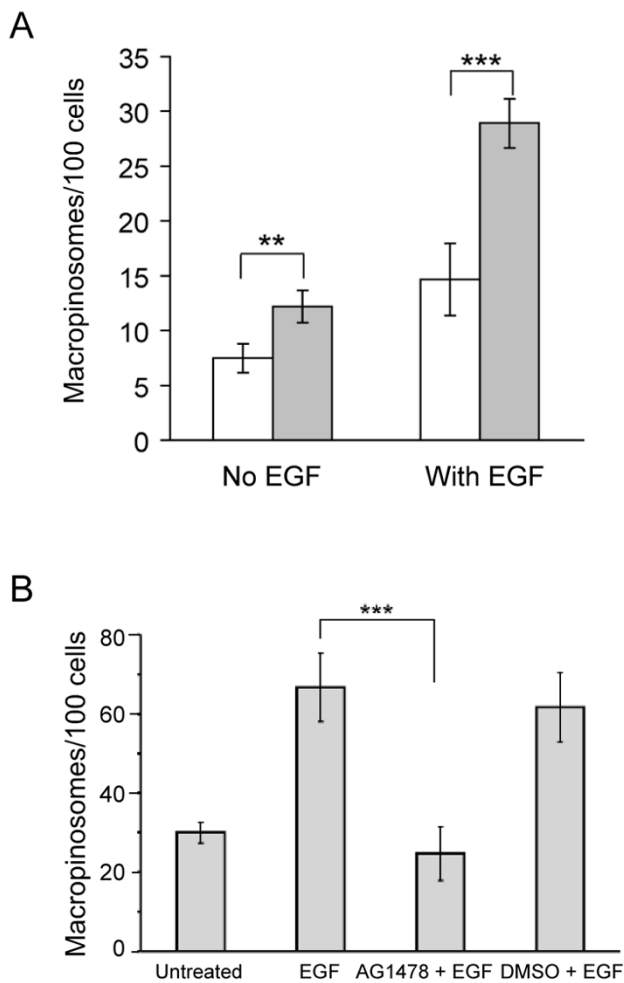 A
Macropinosomes/100 cells
35
30
25
20
15
10
5
0
**
***
No EGF
With EGF
B
Macropinosomes/100 cells
80
60
40
20
0
***
Untreated
EGF
AG1478 + EGF
DMSO + EGF